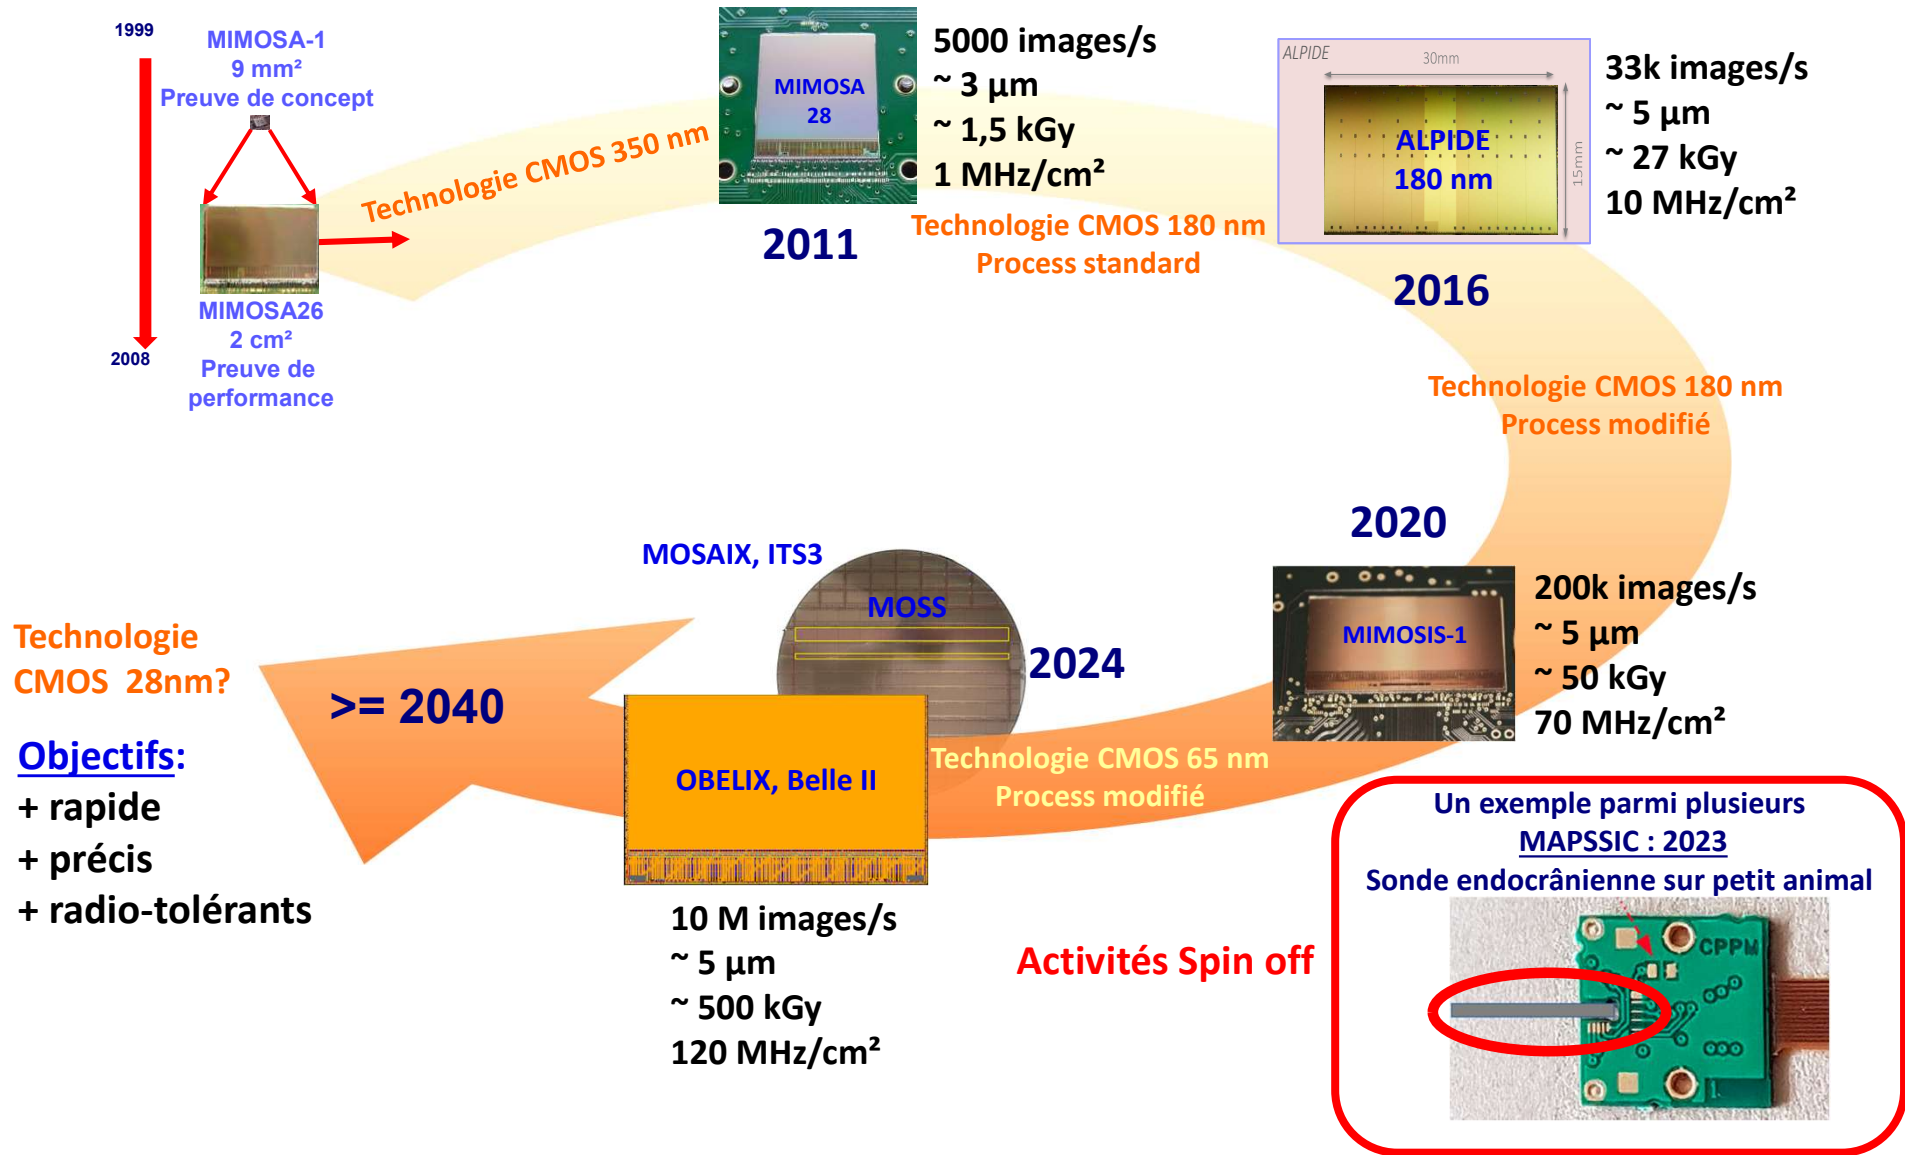 1999
MIMOSA-1
9 mm²
Preuve de concept
2008
MIMOSA26
2 cm²
Preuve de
performance
Technologie CMOS 350 nm
MIMOSA
28
2011
5000 images/s
~ 3 µm
~ 1,5 kGy
1 MHz/cm²
Technologie CMOS 180 nm
Process standard
ALPIDE
30mm
15mm
ALPIDE
180 nm
2016
33k images/s
~ 5 µm
~ 27 kGy
10 MHz/cm²
Technologie CMOS 180 nm
Process modifié
2020
MIMOSIS-1
200k images/s
~ 5 µm
~ 50 kGy
70 MHz/cm²
MOSAIX, ITS3
MOSS
2024
Technologie CMOS 65 nm
Process modifié
OBELIX, Belle II
10 M images/s
~ 5 µm
~ 500 kGy
120 MHz/cm²
>= 2040
Technologie
CMOS 28nm?
Objectifs:
+ rapide
+ précis
+ radio-tolérants
Activités Spin off
Un exemple parmi plusieurs
MAPSSIC : 2023
Sonde endocrânienne sur petit animal
CPPM